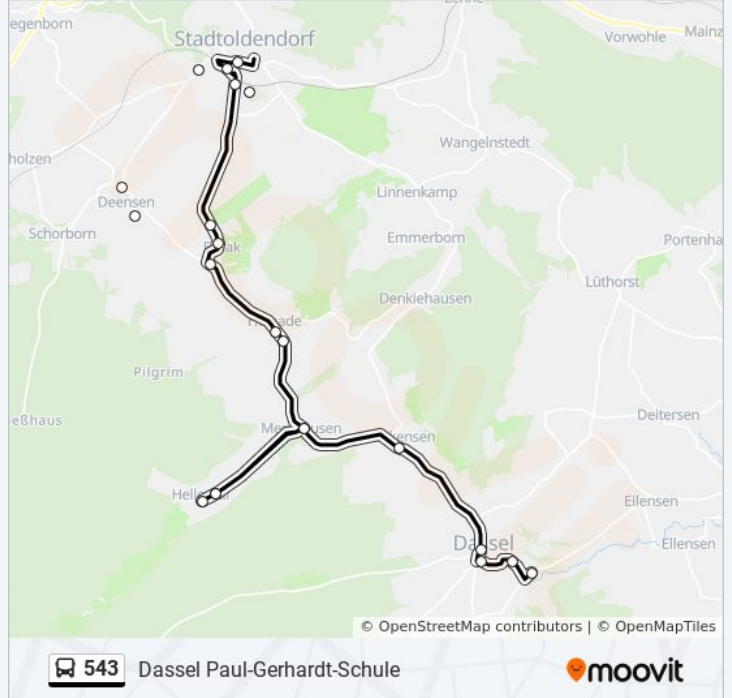 egenborn
Stadtoldendorf
Vorwohle
Mainz
Wangelnstedt
holzen
Linnenkamp
Deensen
Schorborn
Emmerborn
Portenha
Lüthorst
Denkiehausen
Pilgrim
Deitersen
eßhaus
Eilensen
Dassel
Ellensen
© OpenStreetMap contributors | © OpenMapTiles
543 Dassel Paul-Gerhardt-Schule
moovit